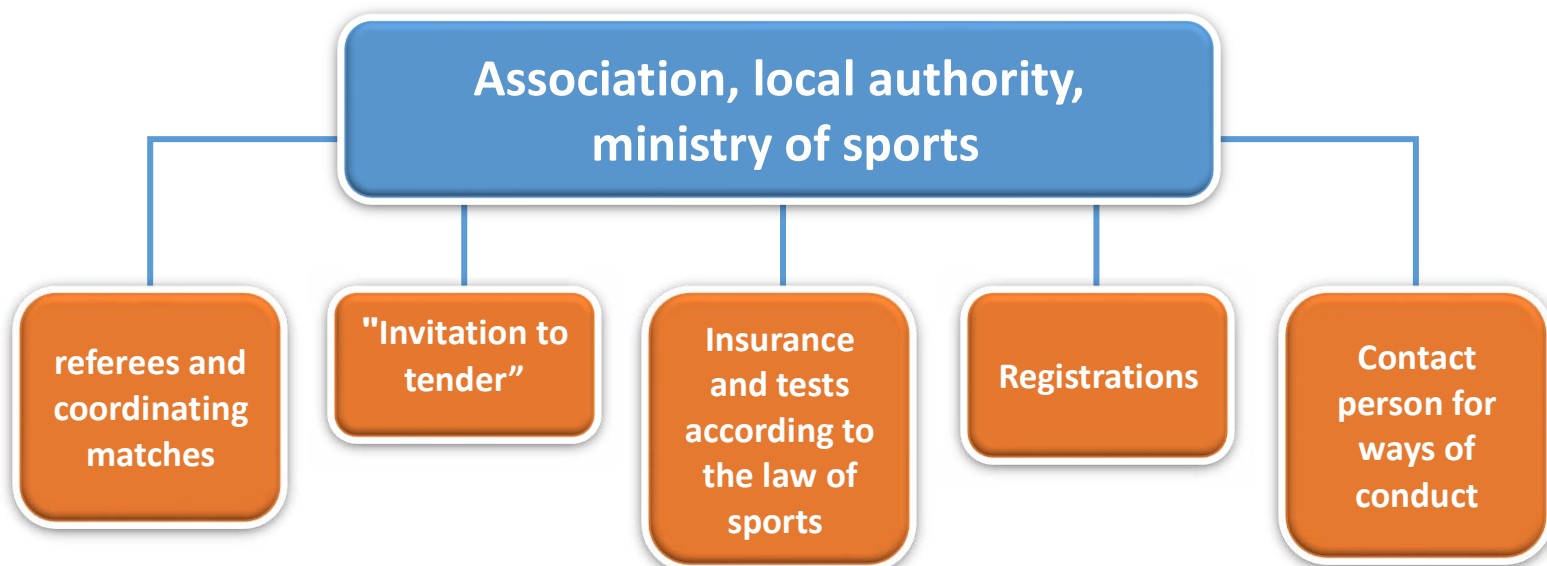 Association, local authority,
ministry of sports
referees and
coordinating
matches
"Invitation to
tender”
Insurance
and tests
according to
the law of
sports
Registrations
Contact
person for
ways of
conduct